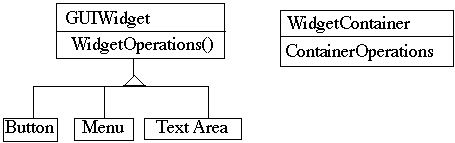 GUIWidget
WidgetOperations()
WidgetContainer
ContainerOperations
Button
Menu
Text Area